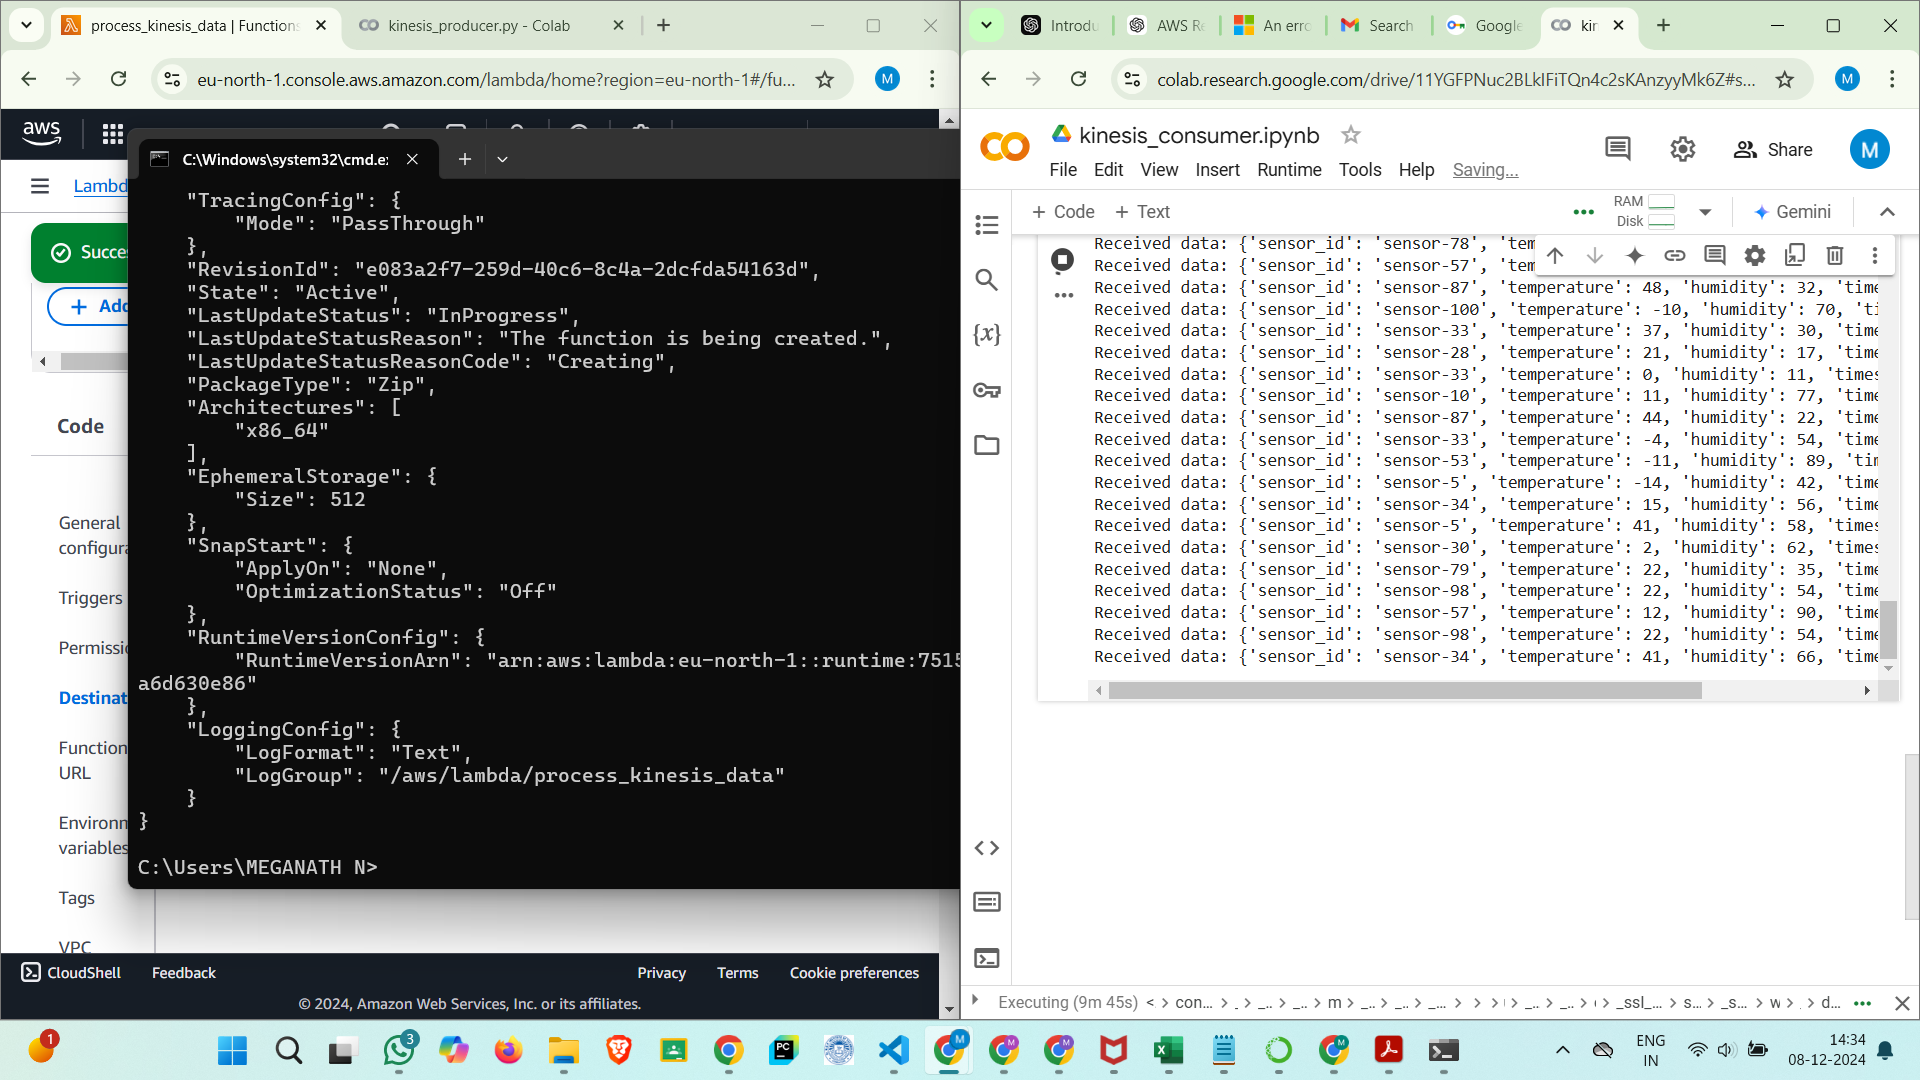 process_kinesis_data | Functions
kinesis_producer.py - Colab
eu-north-1.console.aws.amazon.com/lambda/home?region=eu-north-1#/fu...
M
aws
Lambd
Succe
Add
Code
General
configura
Triggers
Permissio
Destinat
Function
URL
Environm
variables
Tags
VPC
C:\Windows\system32\cmd.e
"TracingConfig": {
"Mode": "PassThrough"
},
"RevisionId": "e083a2f7-259d-40c6-8c4a-2dcfda54163d",
"State": "Active",
"LastUpdateStatus": "InProgress",
"LastUpdateStatusReason": "The function is being created.",
"LastUpdateStatusReasonCode": "Creating",
"PackageType": "Zip",
"Architectures": [
"x86_64"
],
"EphemeralStorage": {
"Size": 512
},
"SnapStart": {
"ApplyOn": "None",
"OptimizationStatus": "Off"
},
"RuntimeVersionConfig": {
"RuntimeVersionArn": "arn:aws:lambda:eu-north-1::runtime:7515
a6d630e86"
},
"LoggingConfig": {
"LogFormat": "Text",
"LogGroup": "/aws/lambda/process_kinesis_data"
}
}
C:\Users\MEGANATH N>
CloudShell Feedback Privacy Terms Cookie preferences
© 2024, Amazon Web Services, Inc. or its affiliates.
Introdu AWS Re An erro Search Google kin
colab.research.google.com/drive/11YGFPNuc2BLkIFiTQn4c2sKAnzyyMk6Z#s...
M
kinesis_consumer.ipynb
File Edit View Insert Runtime Tools Help Saving...
Share
M
+ Code + Text
RAM
Disk
Gemini
Received data: {'sensor_id': 'sensor-78', 'tem
Received data: {'sensor_id': 'sensor-57', 'tem
Received data: {'sensor_id': 'sensor-87', 'temperature': 48, 'humidity': 32, 'time
Received data: {'sensor_id': 'sensor-100', 'temperature': -10, 'humidity': 70, 'ti
Received data: {'sensor_id': 'sensor-33', 'temperature': 37, 'humidity': 30, 'time
Received data: {'sensor_id': 'sensor-28', 'temperature': 21, 'humidity': 17, 'time
Received data: {'sensor_id': 'sensor-33', 'temperature': 0, 'humidity': 11, 'times
Received data: {'sensor_id': 'sensor-10', 'temperature': 11, 'humidity': 77, 'time
Received data: {'sensor_id': 'sensor-87', 'temperature': 44, 'humidity': 22, 'time
Received data: {'sensor_id': 'sensor-33', 'temperature': -4, 'humidity': 54, 'time
Received data: {'sensor_id': 'sensor-53', 'temperature': -11, 'humidity': 89, 'tim
Received data: {'sensor_id': 'sensor-5', 'temperature': -14, 'humidity': 42, 'time
Received data: {'sensor_id': 'sensor-34', 'temperature': 15, 'humidity': 56, 'time
Received data: {'sensor_id': 'sensor-5', 'temperature': 41, 'humidity': 58, 'times
Received data: {'sensor_id': 'sensor-30', 'temperature': 2, 'humidity': 62, 'times
Received data: {'sensor_id': 'sensor-79', 'temperature': 22, 'humidity': 35, 'time
Received data: {'sensor_id': 'sensor-98', 'temperature': 22, 'humidity': 54, 'time
Received data: {'sensor_id': 'sensor-57', 'temperature': 12, 'humidity': 90, 'time
Received data: {'sensor_id': 'sensor-98', 'temperature': 22, 'humidity': 54, 'time
Received data: {'sensor_id': 'sensor-34', 'temperature': 41, 'humidity': 66, 'time
Executing (9m 45s) < > con... > _.. > _... > _... > m > _... > _... > _... > _ssl_... > s... > _s... > w > d...
1
3
ENG
IN
14:34
08-12-2024